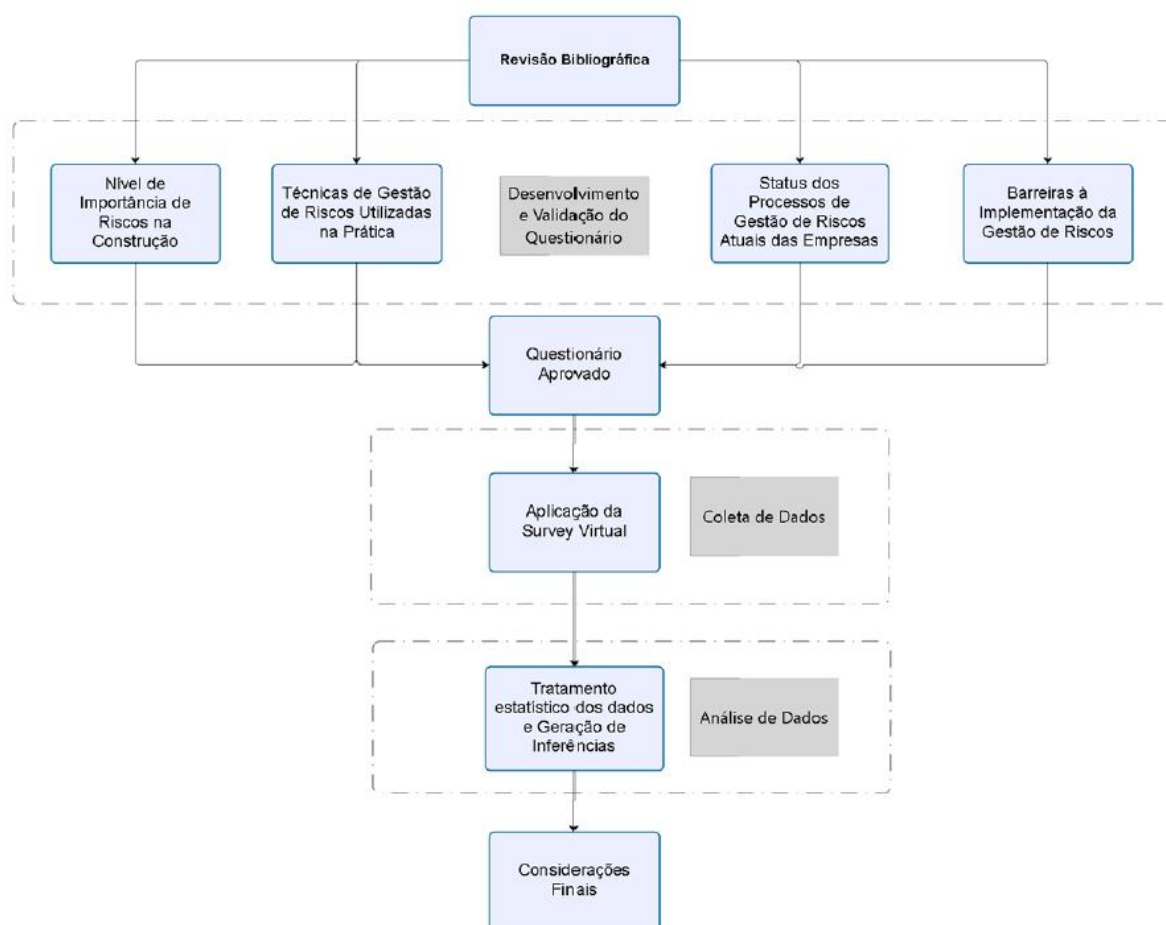 Revisão Bibliográfica
Nível de
Importância de
Riscos na
Construção
Técnicas de Gestão
de Riscos Utilizadas
na Prática
Desenvolvimento
e Validação do
Questionário
Status dos
Processos de
Gestão de Riscos
Atuais das Empresas
Barreiras à
Implementação da
Gestão de Riscos
Questionário
Aprovado
Aplicação da
Survey Virtual
Coleta de Dados
Tratamento
estatístico dos dados
e Geração de
Inferências
Análise de Dados
Considerações
Finais